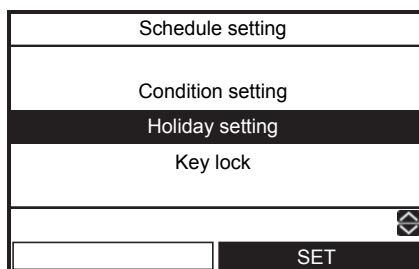 Schedule setting
Condition setting
Holiday setting
Key lock
SET